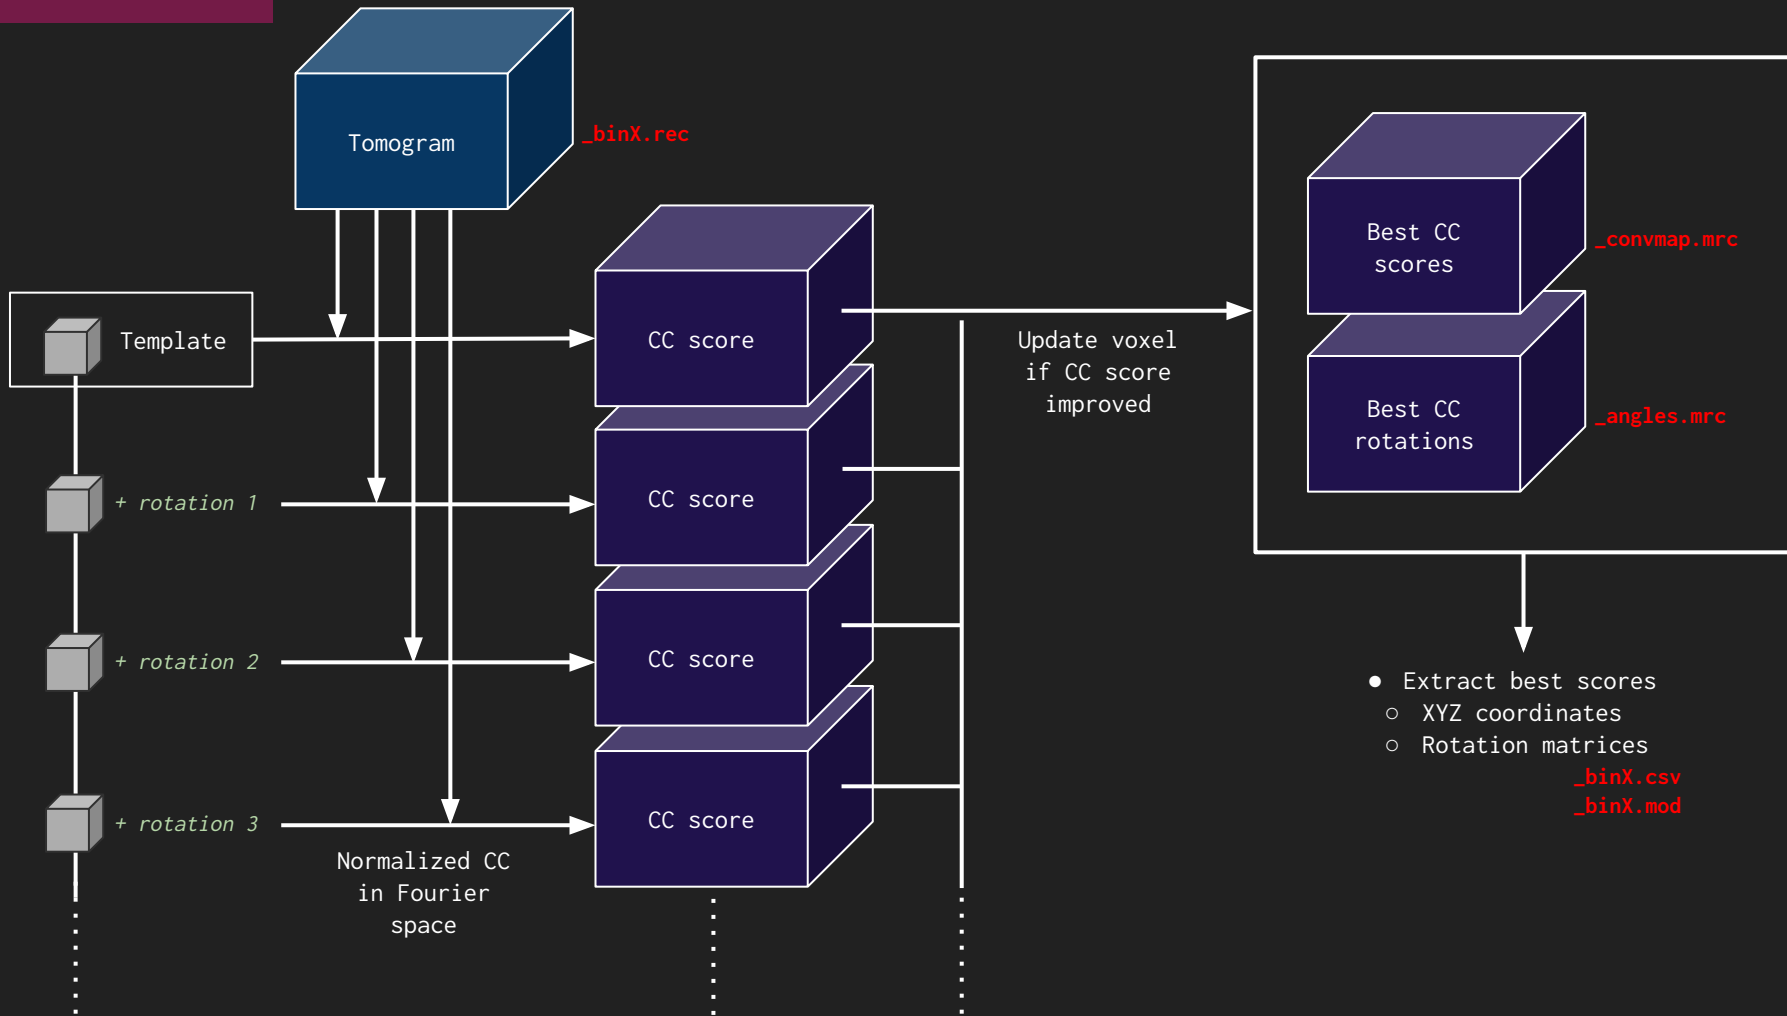 Tomogram
_binX.rec
Template
+ rotation 1
+ rotation 2
+ rotation 3
Normalized CC
in Fourier
space
CC score
CC score
CC score
CC score
Update voxel
if CC score
improved
Best CC
scores
_convmap.mrc
Best CC
rotations
_angles.mrc
● Extract best scores
○ XYZ coordinates
○ Rotation matrices
_binX.csv
_binX.mod